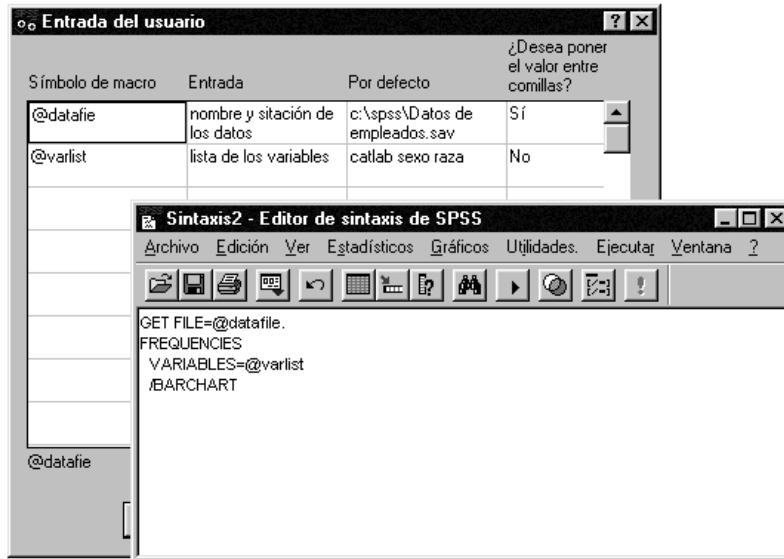 Entrada del usuario
Símbolo de macro Entrada Por defecto ¿Desea poner
el valor entre
comillas?
@datafie nombre y sitación de c:\spss\Datos de Sí
los datos empleados.sav
@varlist lista de los variables catlab sexo raza No
@datafie
Sintaxis2 - Editor de sintaxis de SPSS
Archivo Edición Ver Estadísticos Gráficos Utilidades. Ejecutar Ventana ?
GET FILE=@datafile.
FREQUENCIES
VARIABLES=@varlist
/BARCHART